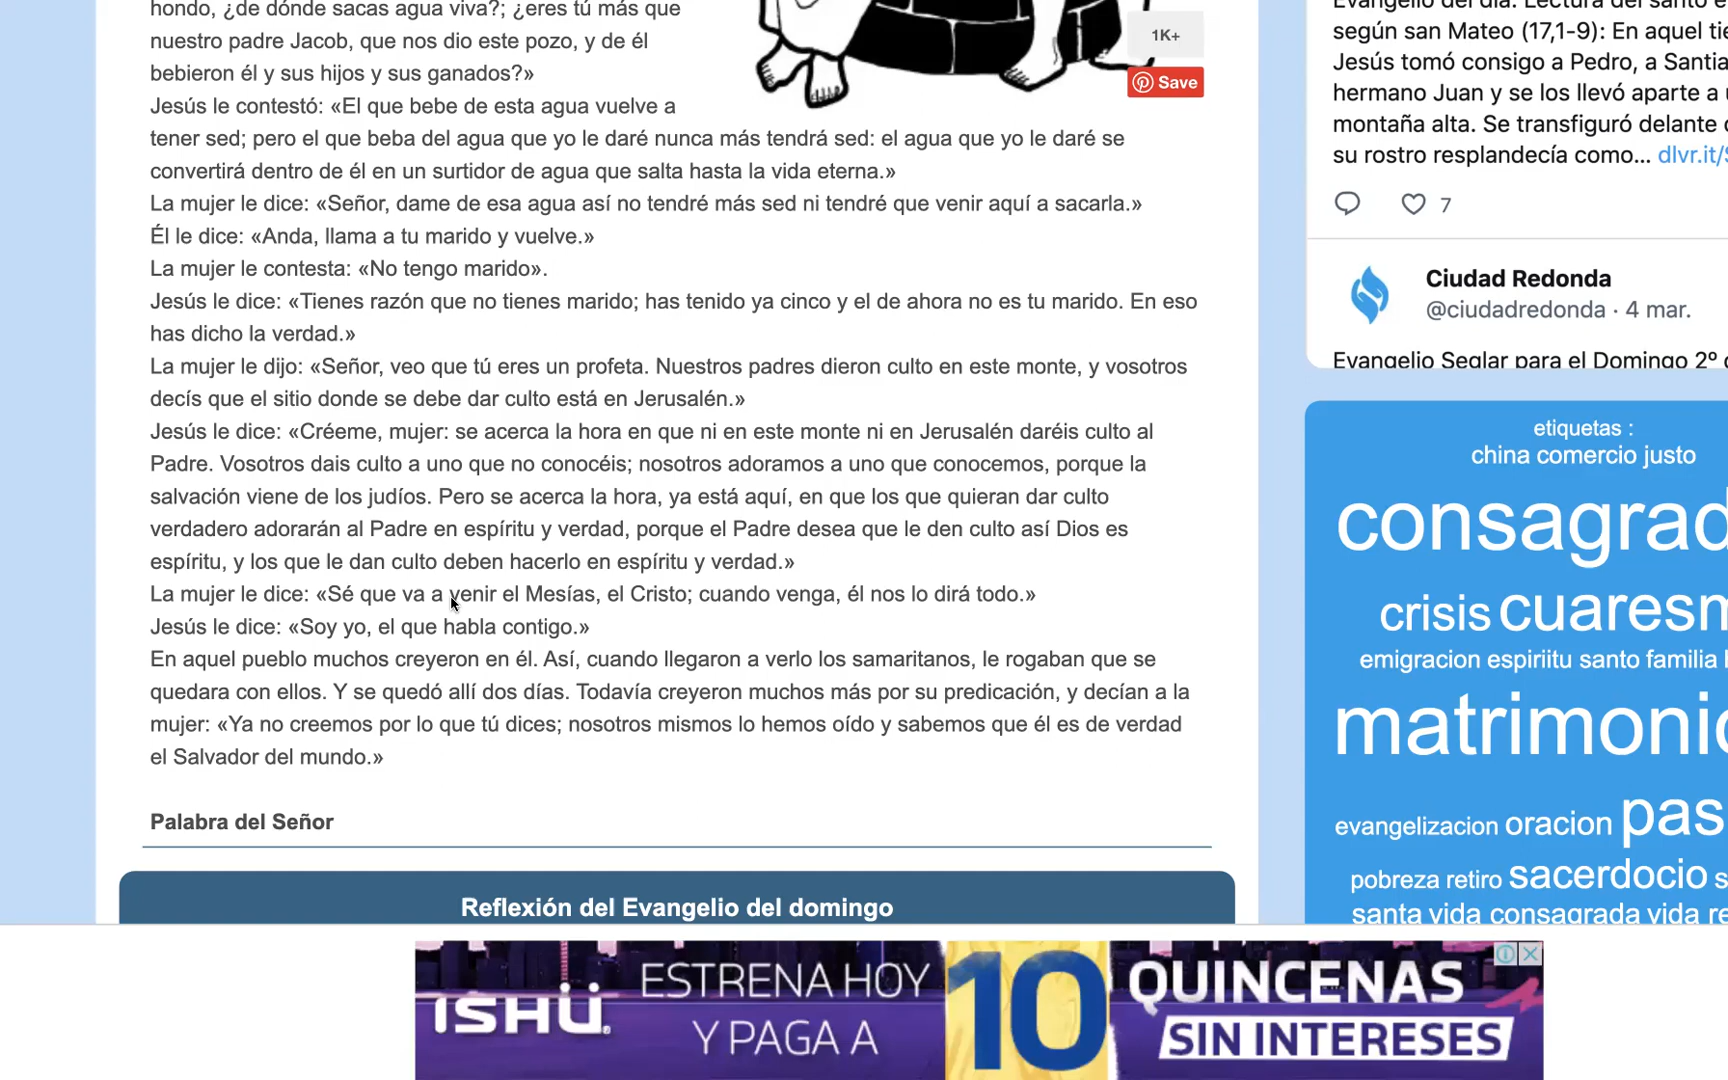 hondo, ¿de dónde sacas agua viva?; ¿eres tú más que
nuestro padre Jacob, que nos dio este pozo, y de él
bebieron él y sus hijos y sus ganados?»
Jesús le contestó: «El que bebe de esta agua vuelve a
tener sed; pero el que beba del agua que yo le daré nunca más tendrá sed: el agua que yo le daré se
convertirá dentro de él en un surtidor de agua que salta hasta la vida eterna.»
La mujer le dice: «Señor, dame de esa agua así no tendré más sed ni tendré que venir aquí a sacarla.»
Él le dice: «Anda, llama a tu marido y vuelve.»
La mujer le contesta: «No tengo marido».
Jesús le dice: «Tienes razón que no tienes marido; has tenido ya cinco y el de ahora no es tu marido. En eso
has dicho la verdad.»
La mujer le dijo: «Señor, veo que tú eres un profeta. Nuestros padres dieron culto en este monte, y vosotros
decís que el sitio donde se debe dar culto está en Jerusalén.»
Jesús le dice: «Créeme, mujer: se acerca la hora en que ni en este monte ni en Jerusalén daréis culto al
Padre. Vosotros dais culto a uno que no conocéis; nosotros adoramos a uno que conocemos, porque la
salvación viene de los judíos. Pero se acerca la hora, ya está aquí, en que los que quieran dar culto
verdadero adorarán al Padre en espíritu y verdad, porque el Padre desea que le den culto así Dios es
espíritu, y los que le dan culto deben hacerlo en espíritu y verdad.»
La mujer le dice: «Sé que va a venir el Mesías, el Cristo; cuando venga, él nos lo dirá todo.»
Jesús le dice: «Soy yo, el que habla contigo.»
En aquel pueblo muchos creyeron en él. Así, cuando llegaron a verlo los samaritanos, le rogaban que se
quedara con ellos. Y se quedó allí dos días. Todavía creyeron muchos más por su predicación, y decían a la
mujer: «Ya no creemos por lo que tú dices; nosotros mismos lo hemos oído y sabemos que él es de verdad
el Salvador del mundo.»
Palabra del Señor
Reflexión del Evangelio del domingo
1K+
Save
Evangelio del día. Lectura del santo e
según san Mateo (17,1-9): En aquel tie
Jesús tomó consigo a Pedro, a Santia
hermano Juan y se los llevó aparte a
montaña alta. Se transfiguró delante
su rostro resplandecía como... dlvr.it/
7
Ciudad Redonda
@ciudadredonda · 4 mar.
Evangelio Seglar para el Domingo 2º
etiquetas :
china comercio justo
consagrad
crisis cuaresm
emigracion espiriitu santo familia
matrimonio
evangelizacion oracion pas
pobreza retiro sacerdocio s
santa vida consagrada vida re
ISHÜ.
ESTRENA HOY
Y PAGA A
10
QUINCENAS
SIN INTERESES